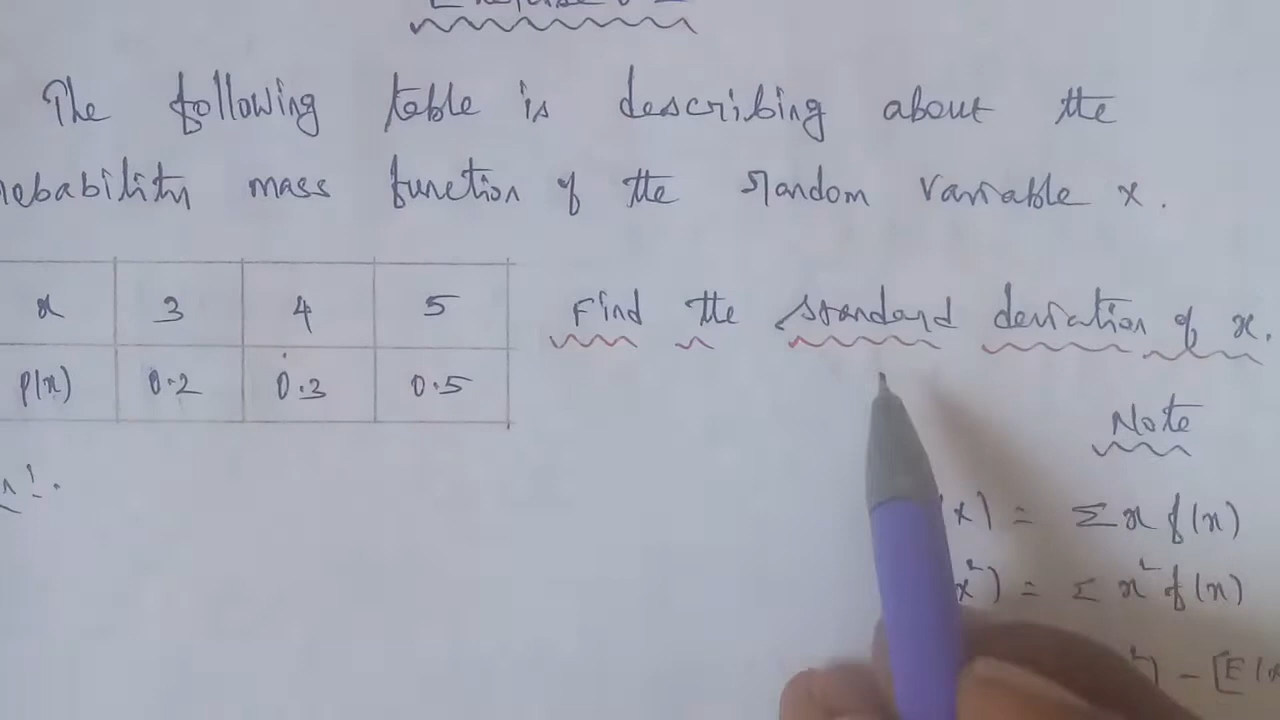 The following table is describing about the
mass function of the random variable x.
x 3 4 5
P(x) 0.2 0.3 0.5
Find the standard deviation of x.
Note
x) = Σ x f(x)
x²) = Σ x² f(x)
²) - [E(x